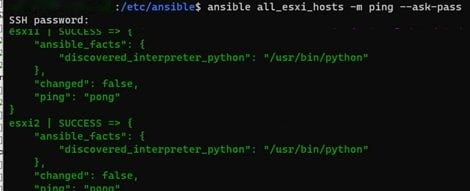 :/etc/ansible$ ansible all_esxi_hosts -m ping --ask-pass
SSH password:
esxi1 | SUCCESS => {
    "ansible_facts": {
        "discovered_interpreter_python": "/usr/bin/python"
    },
    "changed": false,
    "ping": "pong"
}
esxi2 | SUCCESS => {
    "ansible_facts": {
        "discovered_interpreter_python": "/usr/bin/python"
    },
    "changed": false,
    "ping": "pong"